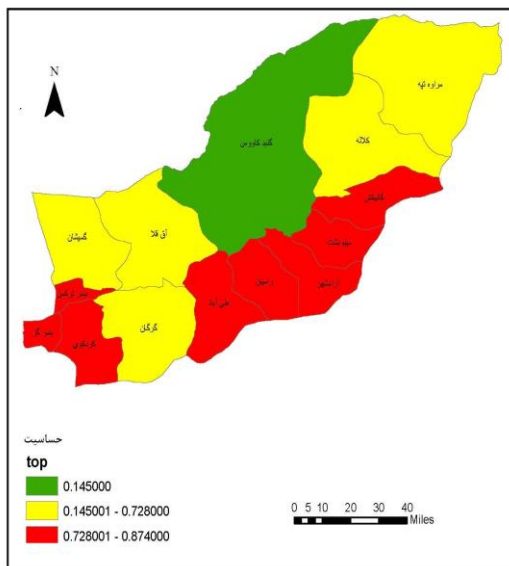 N
مراوه تپه
گنبد کاووس
کلاله
گالیکش
گمیشان
آق قلا
مینودشت
رامیان
آزادشهر
علی آباد
بندر ترکمن
بندر گز
کردکوی
گرگان
حساسیت
top
0.145000
0.145001 - 0.728000
0.728001 - 0.874000
0 5 10 20 30 40
Miles